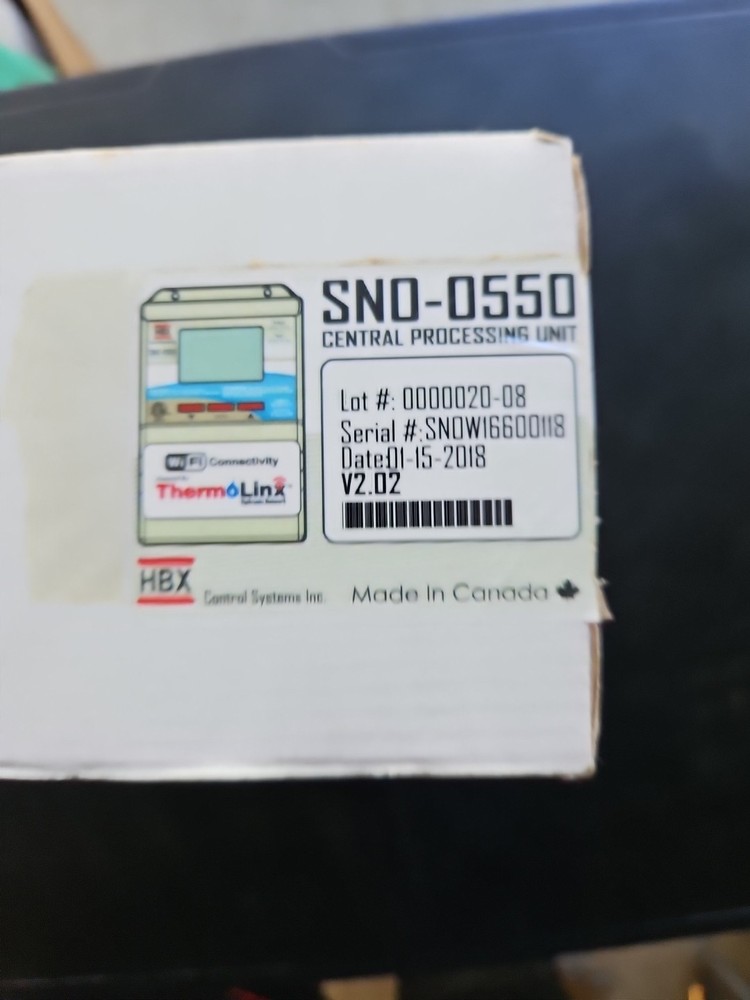 SNO-0550
CENTRAL PROCESSING UNIT
Lot #: 0000020-08
Serial #:SNOW16600118
Date:01-15-2018
V2.02
WiFi Connectivity
ThermoLinx
HBX Control Systems Inc.
Made In Canada